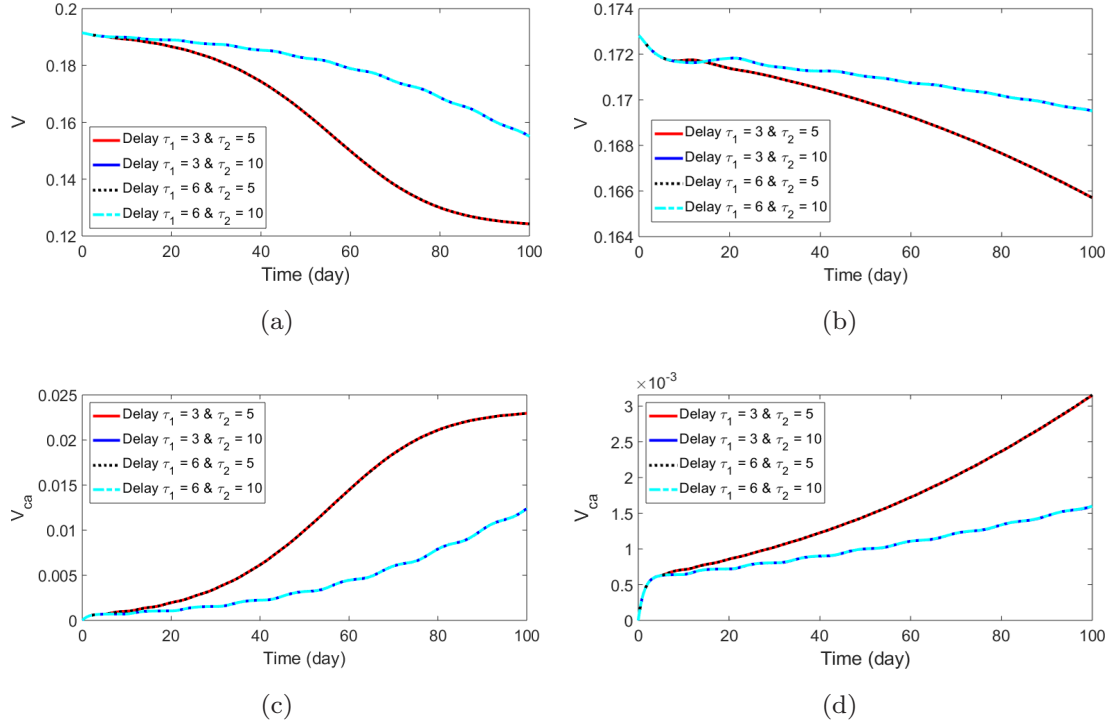 0.2
0.18
0.16
0.14
0.12
V
Delay τ1 = 3 & τ2 = 5
Delay τ1 = 3 & τ2 = 10
Delay τ1 = 6 & τ2 = 5
Delay τ1 = 6 & τ2 = 10
0 20 40 60 80 100
Time (day)
(a)
0.174
0.172
0.17
0.168
0.166
0.164
V
Delay τ1 = 3 & τ2 = 5
Delay τ1 = 3 & τ2 = 10
Delay τ1 = 6 & τ2 = 5
Delay τ1 = 6 & τ2 = 10
0 20 40 60 80 100
Time (day)
(b)
0.025
0.02
0.015
0.01
0.005
0
Vca
Delay τ1 = 3 & τ2 = 5
Delay τ1 = 3 & τ2 = 10
Delay τ1 = 6 & τ2 = 5
Delay τ1 = 6 & τ2 = 10
0 20 40 60 80 100
Time (day)
(c)
×10-3
3
2.5
2
1.5
1
0.5
0
Vca
Delay τ1 = 3 & τ2 = 5
Delay τ1 = 3 & τ2 = 10
Delay τ1 = 6 & τ2 = 5
Delay τ1 = 6 & τ2 = 10
0 20 40 60 80 100
Time (day)
(d)